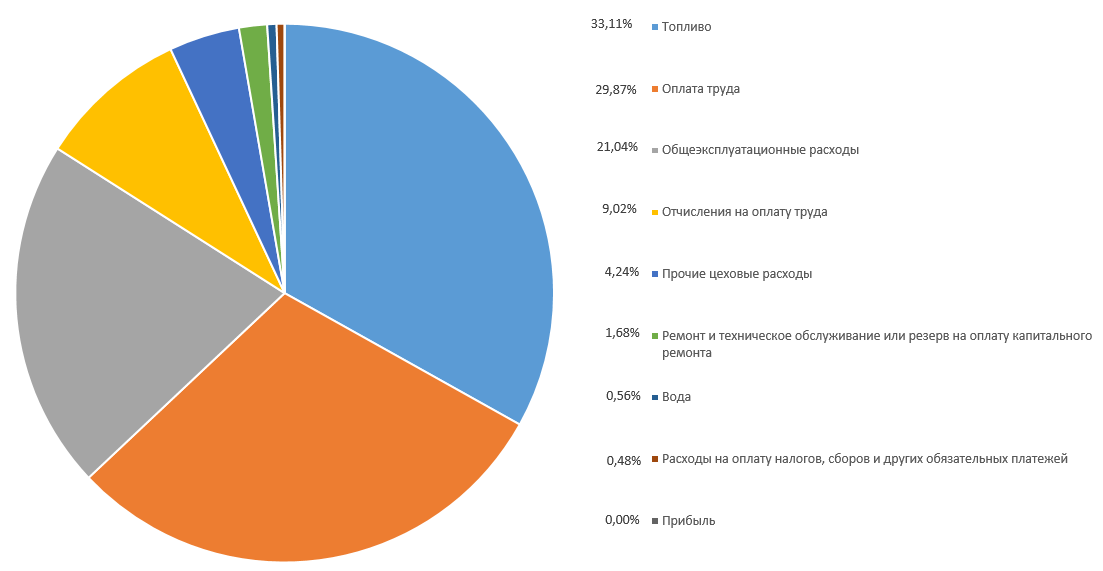 33,11% Топливо
29,87% Оплата труда
21,04% Общеэксплуатационные расходы
9,02% Отчисления на оплату труда
4,24% Прочие цеховые расходы
1,68% Ремонт и техническое обслуживание или резерв на оплату капитального
ремонта
0,56% Вода
0,48% Расходы на оплату налогов, сборов и других обязательных платежей
0,00% Прибыль